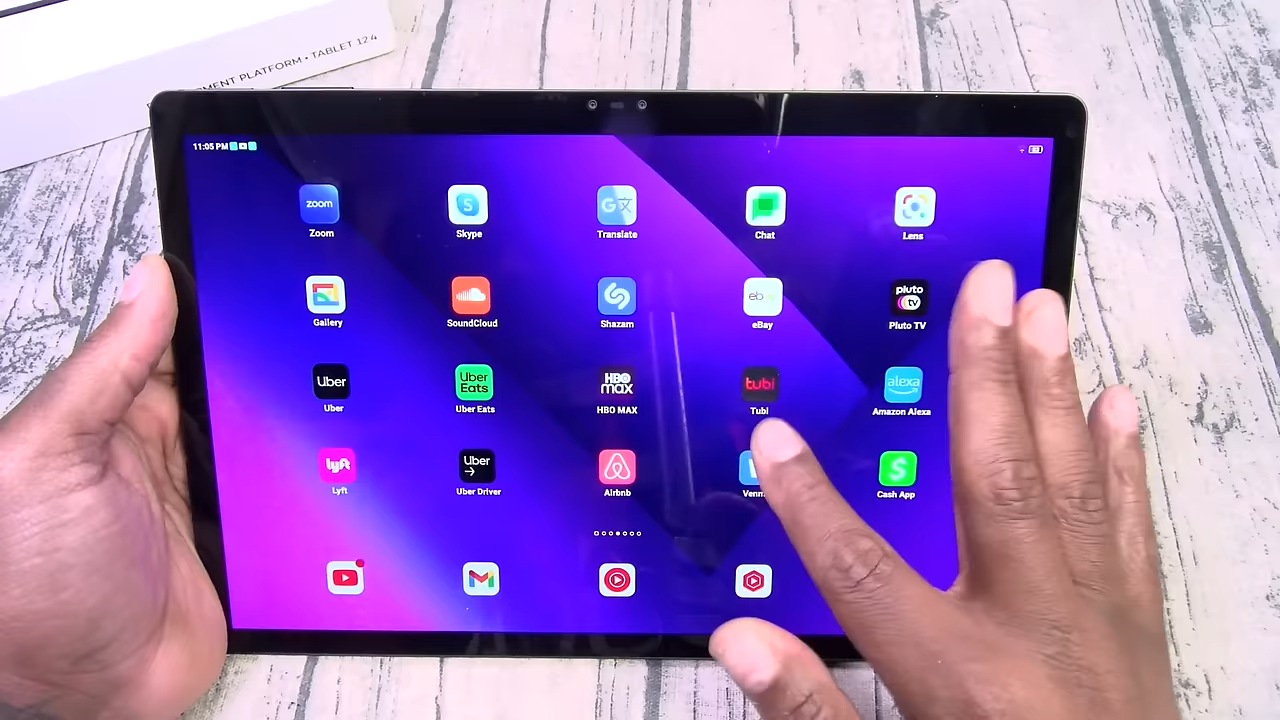 MENT PLATFORM • TABLET 12.4
11:05 PM
zoom
Zoom
Skype
Translate
Chat
Lens
Gallery
SoundCloud
Shazam
eBay
pluto
tv
Pluto TV
Uber
Uber
Uber
Eats
Uber Eats
HBO
max
HBO MAX
tubi
Tubi
alexa
Amazon Alexa
lyft
Lyft
Uber
Uber Driver
Airbnb
Venm
Cash App